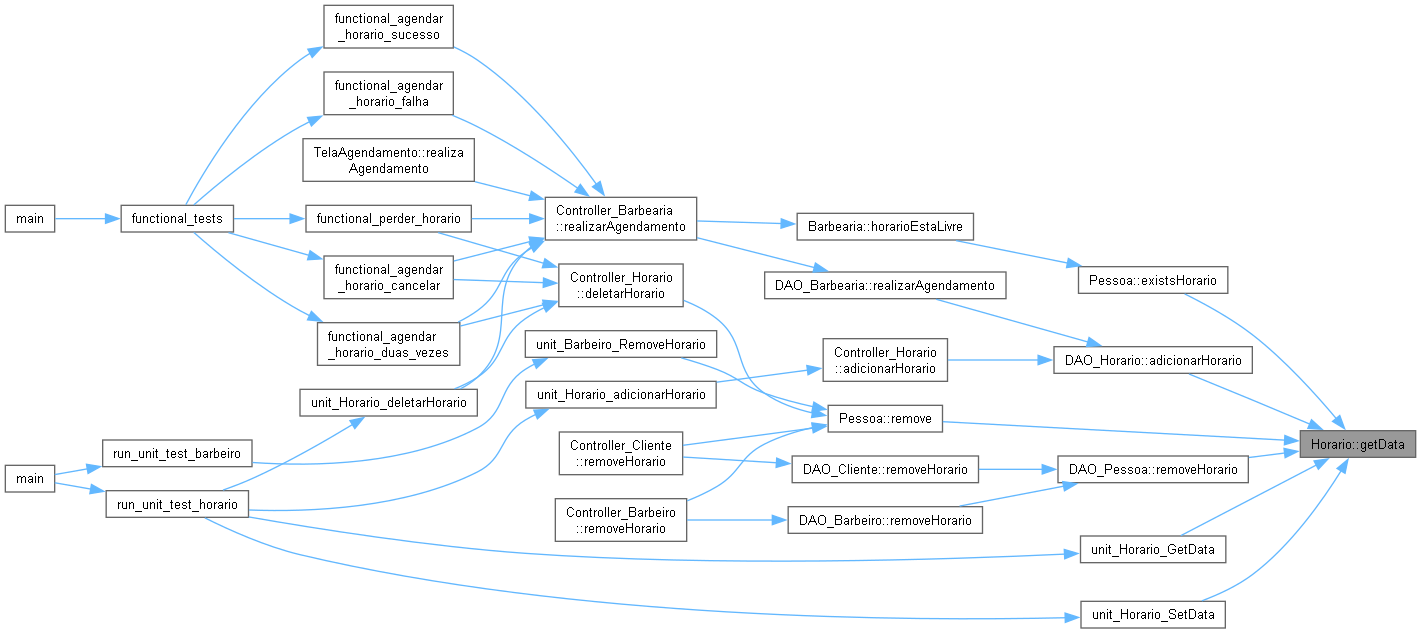 functional_agendar
_horario_sucesso
functional_agendar
_horario_falha
TelaAgendamento::realiza
Agendamento
main
functional_tests
functional_perder_horario
functional_agendar
_horario_cancelar
functional_agendar
_horario_duas_vezes
unit_Horario_deletarHorario
run_unit_test_barbeiro
main
run_unit_test_horario
Controller_Barbearia
::realizarAgendamento
Controller_Horario
::deletarHorario
unit_Barbeiro_RemoveHorario
unit_Horario_adicionarHorario
Controller_Cliente
::removeHorario
Controller_Barbeiro
::removeHorario
Barbearia::horarioEstaLivre
DAO_Barbearia::realizarAgendamento
Controller_Horario
::adicionarHorario
Pessoa::remove
DAO_Cliente::removeHorario
DAO_Barbeiro::removeHorario
Pessoa::existsHorario
DAO_Horario::adicionarHorario
DAO_Pessoa::removeHorario
unit_Horario_GetData
unit_Horario_SetData
Horario::getData